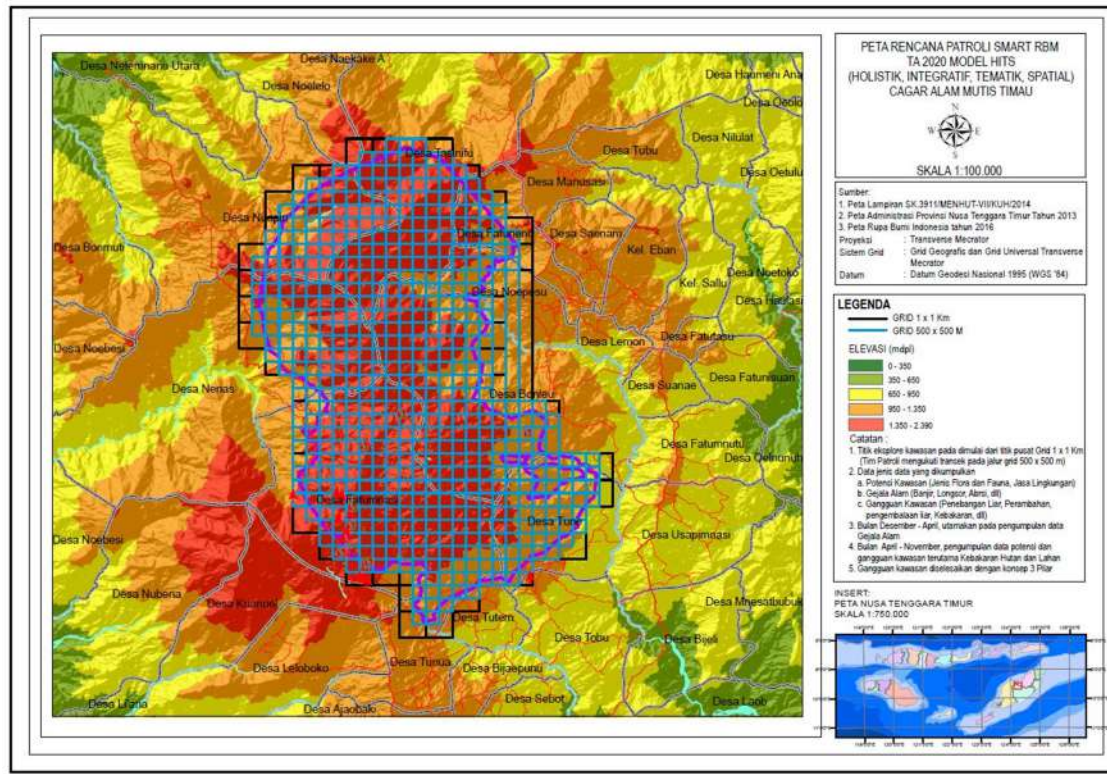 PETA RENCANA PATROLI SMART RBM
TA 2020 MODEL HITS
(HOLISTIK, INTEGRATIF, TEMATIK, SPATIAL)
CAGAR ALAM MUTIS TIMAU
N
W E
S
SKALA 1:100.000
Sumber:
1. Peta Lampiran SK.3911/MENHUT-VII/KUH/2014
2. Peta Administrasi Provinsi Nusa Tenggara Timur Tahun 2013
3. Peta Rupa Bumi Indonesia tahun 2016
Proyeksi : Transverse Mecrator
Sistem Grid : Grid Geografis dan Grid Universal Transverse
Mecrator
Datum : Datum Geodesi Nasional 1995 (WGS '84)
LEGENDA
GRID 1 x 1 Km
GRID 500 x 500 M
ELEVASI (mdpl)
0 - 350
350 - 650
650 - 950
950 - 1.350
1.350 - 2.390
Catatan :
1. Titik eksplore kawasan pada dimulai dari titik pusat Grid 1 x 1 Km
(Tim Patroli mengukuti transek pada jalur grid 500 x 500 m)
2. Data jenis data yang dikumpulkan
a. Potensi Kawasan (Jenis Flora dan Fauna, Jasa Lingkungan)
b. Gejala Alam (Banjir, Longsor, Abrsi, dll)
c. Gangguan Kawasan (Penebangan Liar, Perambahan,
pengembalaan liar, Kebakaran, dll)
3. Bulan Desember - April, utamakan pada pengumpulan data
Gejala Alam
4. Bulan April - November, pengumpulan data potensi dan
gangguan kawasan terutama Kebakaran Hutan dan Lahan
5. Gangguan kawasan diselesaikan dengan konsep 3 Pilar
INSERT:
PETA NUSA TENGGARA TIMUR
SKALA 1:750.000
Desa Naekake A
Desa Netemnanu Utara
Desa Noelelo
Desa Haumeni Ana
Desa Nilulat
Desa Tubu
Desa Tasinifu
Desa Manusasi
Desa Oetulu
Desa Saenam
Kel. Eban
Desa Bonmuti
Desa Noepesu
Kel. Sallu
Desa Noetoko
Desa Lemon
Desa Fatutasu
Desa Noebesi
Desa Nenas
Desa Suanae
Desa Fatunisuan
Desa Bonleu
Desa Fatumnutu
Desa Fatumnasi
Desa Tune
Desa Usapimnasi
Desa Noebesi
Desa Nuberia
Desa Kuanoel
Desa Mnesatbubuk
Desa Tutem
Desa Tobu
Desa Bijeli
Desa Leloboko
Desa Tunua
Desa Bijaepunu
Desa Ajaobaki
Desa Sebot
Desa Laob